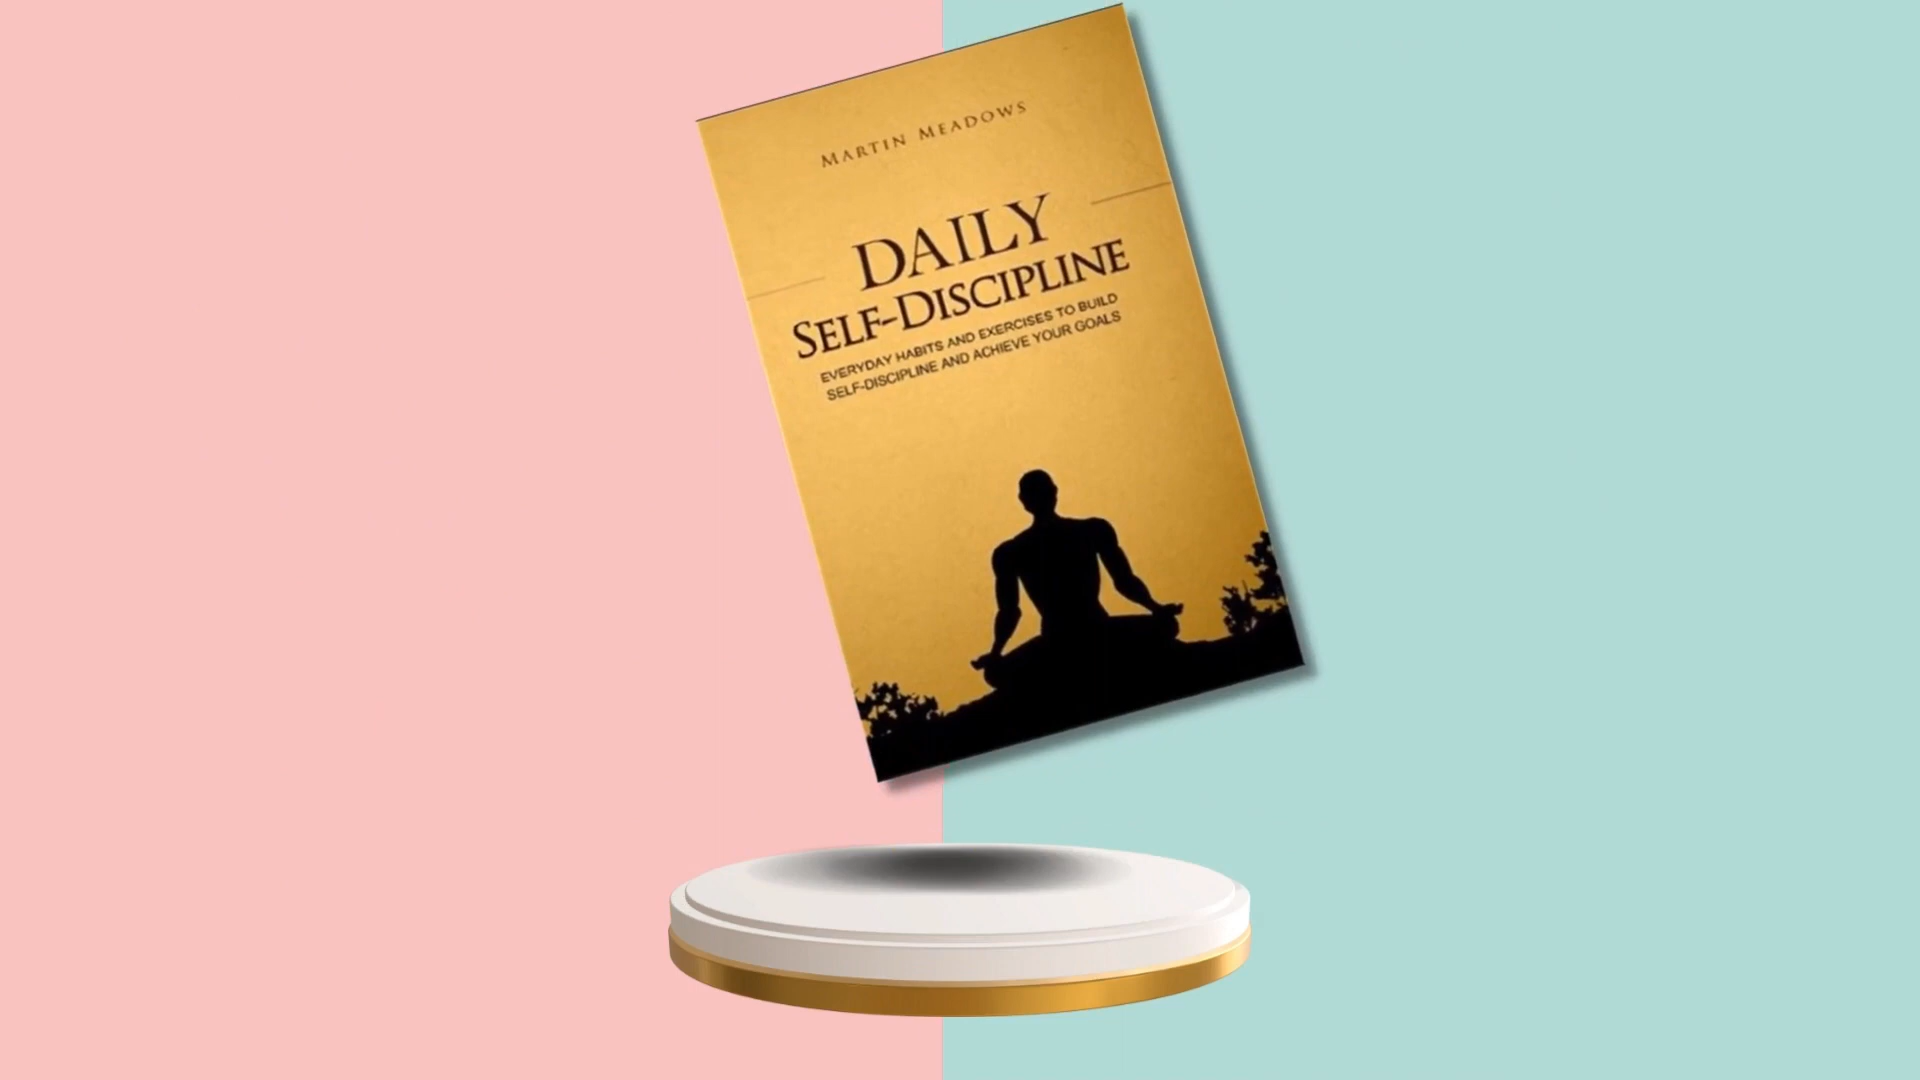 MARTIN MEADOWS
DAILY
SELF-DISCIPLINE
EVERYDAY HABITS AND EXERCISES TO BUILD
SELF-DISCIPLINE AND ACHIEVE YOUR GOALS